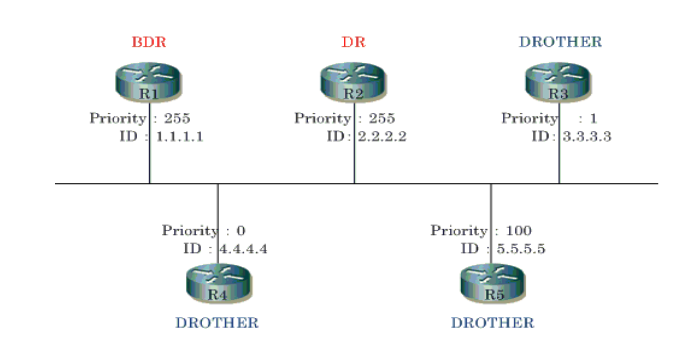 BDR
DR
DROTHER
R1
R2
R3
Priority : 255
ID : 1.1.1.1
Priority : 255
ID : 2.2.2.2
Priority : 1
ID : 3.3.3.3
Priority : 0
ID : 4.4.4.4
Priority : 100
ID : 5.5.5.5
R4
R5
DROTHER
DROTHER